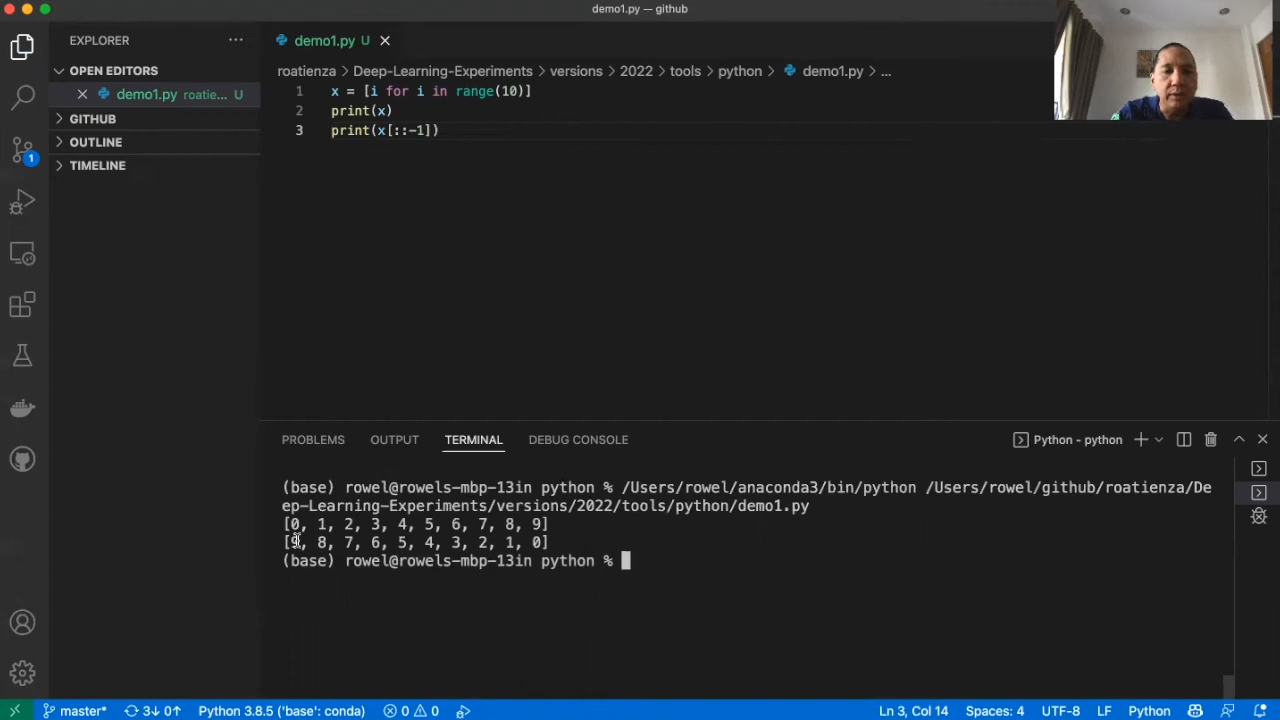 demo1.py — github
EXPLORER
demo1.py U
OPEN EDITORS
roatienza > Deep-Learning-Experiments > versions > 2022 > tools > python > demo1.py > ...
demo1.py roatie... U
1 x = [i for i in range(10)]
2 print(x)
3 print(x[::-1])
GITHUB
OUTLINE
TIMELINE
PROBLEMS OUTPUT TERMINAL DEBUG CONSOLE Python - python
(base) rowel@rowels-mbp-13in python % /Users/rowel/anaconda3/bin/python /Users/rowel/github/roatienza/De
ep-Learning-Experiments/versions/2022/tools/python/demo1.py
[0, 1, 2, 3, 4, 5, 6, 7, 8, 9]
[9, 8, 7, 6, 5, 4, 3, 2, 1, 0]
(base) rowel@rowels-mbp-13in python %
1
master* 3↓ 0↑ Python 3.8.5 ('base': conda) 0 0 Ln 3, Col 14 Spaces: 4 UTF-8 LF Python